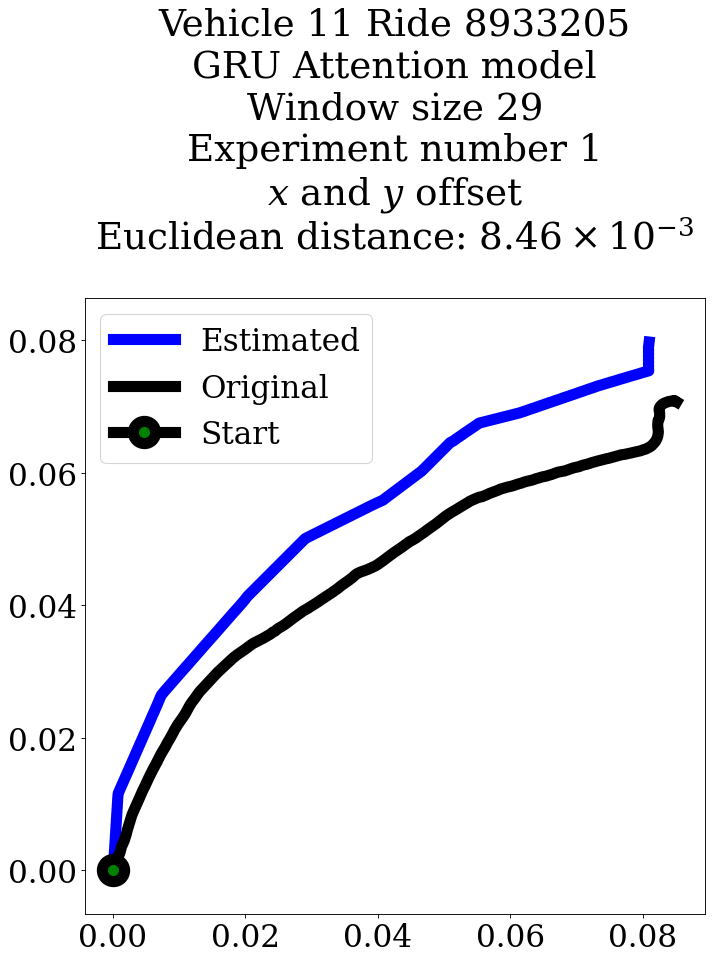 Vehicle 11 Ride 8933205
GRU Attention model
Window size 29
Experiment number 1
x and y offset
Euclidean distance: 8.46 × 10⁻³
Estimated
Original
Start
0.08
0.06
0.04
0.02
0.00
0.00 0.02 0.04 0.06 0.08